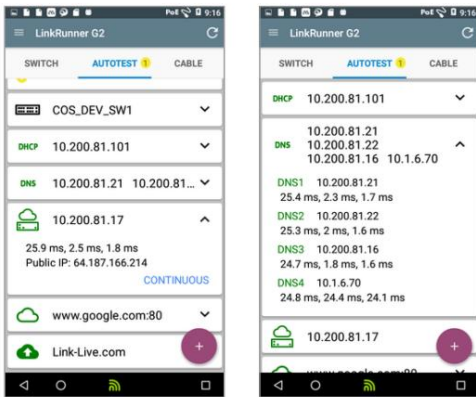 PoE 9:16
LinkRunner G2
SWITCH AUTOTEST 1 CABLE
COS_DEV_SW1
DHCP 10.200.81.101
DNS 10.200.81.21 10.200.81...
10.200.81.17
25.9 ms, 2.5 ms, 1.8 ms
Public IP: 64.187.166.214
CONTINUOUS
www.google.com:80
Link-Live.com
+
PoE 9:16
LinkRunner G2
SWITCH AUTOTEST 1 CABLE
DHCP 10.200.81.101
10.200.81.21
DNS 10.200.81.22
10.200.81.16 10.1.6.70
DNS1 10.200.81.21
25.4 ms, 2.3 ms, 1.7 ms
DNS2 10.200.81.22
25.3 ms, 2 ms, 1.6 ms
DNS3 10.200.81.16
24.7 ms, 1.8 ms, 1.6 ms
DNS4 10.1.6.70
24.8 ms, 24.4 ms, 24.1 ms
10.200.81.17
+
www.google.com:80